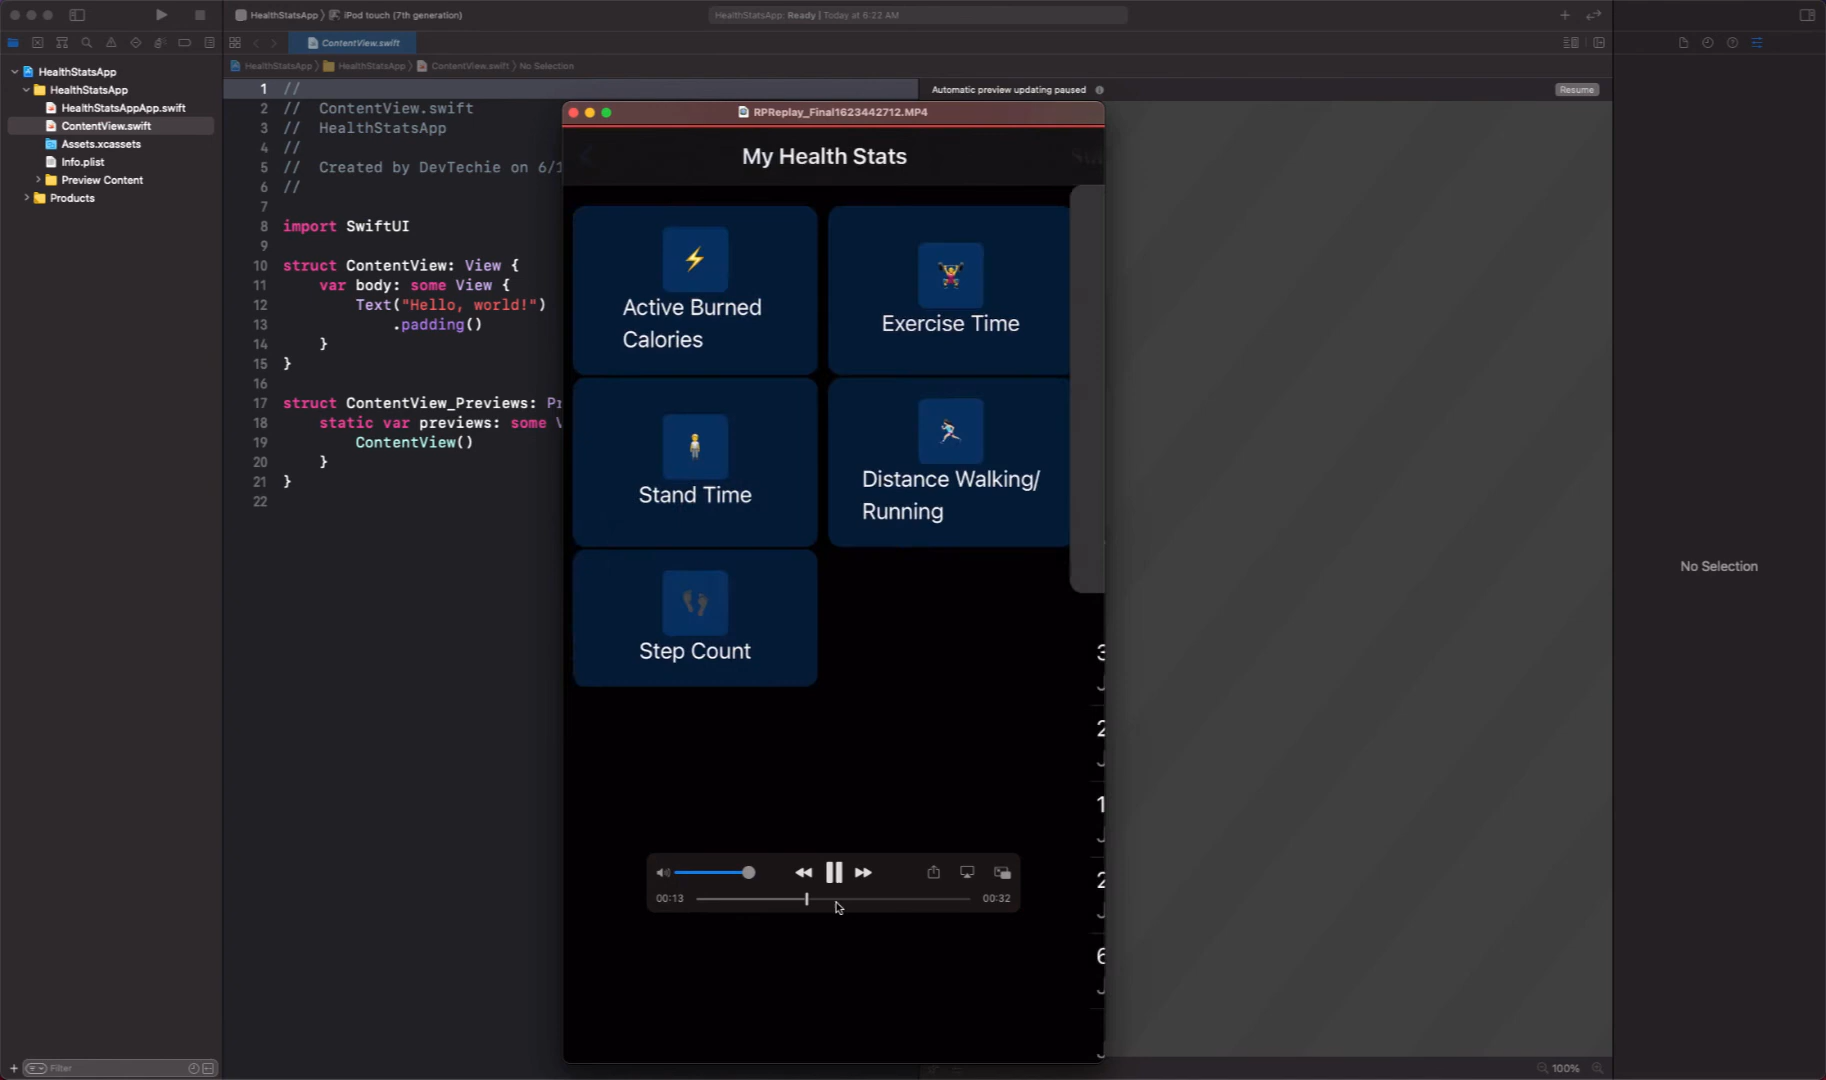 HealthStatsApp
iPod touch (7th generation)
HealthStatsApp: Ready | Today at 6:22 AM
ContentView.swift
HealthStatsApp
HealthStatsApp
ContentView.swift
No Selection
HealthStatsApp
HealthStatsApp
HealthStatsAppApp.swift
ContentView.swift
Assets.xcassets
Info.plist
Preview Content
Products
Filter
1 //
2 // ContentView.swift
3 // HealthStatsApp
4 //
5 // Created by DevTechie on 6/1
6 //
7
8 import SwiftUI
9
10 struct ContentView: View {
11 var body: some View {
12 Text("Hello, world!")
13 .padding()
14 }
15 }
16
17 struct ContentView_Previews: Pr
18 static var previews: some V
19 ContentView()
20 }
21 }
22
Automatic preview updating paused
Resume
RPReplay_Final1623442712.MP4
My Health Stats
Active Burned
Calories
Exercise Time
Stand Time
Distance Walking/
Running
Step Count
3
J
2
J
1
J
2
J
6
J
J
00:13
00:32
No Selection
100%